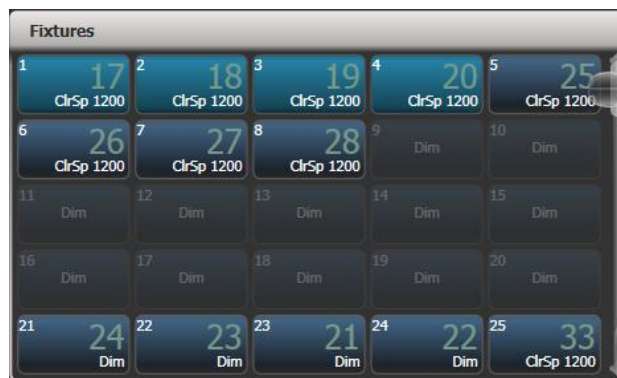 Fixtures
1 17 2 18 3 19 4 20 5 25
ClrSp 1200 ClrSp 1200 ClrSp 1200 ClrSp 1200 ClrSp 1200
6 26 7 27 8 28 9 Dim 10 Dim
ClrSp 1200 ClrSp 1200 ClrSp 1200
11 Dim 12 Dim 13 Dim 14 Dim 15 Dim
16 Dim 17 Dim 18 Dim 19 Dim 20 Dim
21 24 22 23 23 21 24 22 25 33
Dim Dim Dim Dim ClrSp 1200